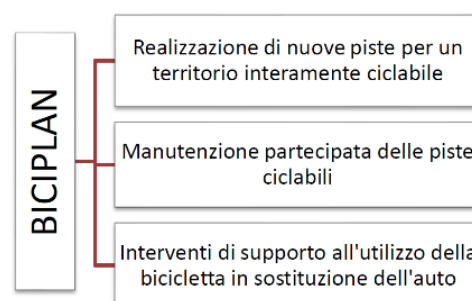 BICIPLAN
Realizzazione di nuove piste per un
territorio interamente ciclabile
Manutenzione partecipata delle piste
ciclabili
Interventi di supporto all'utilizzo della
bicicletta in sostituzione dell'auto